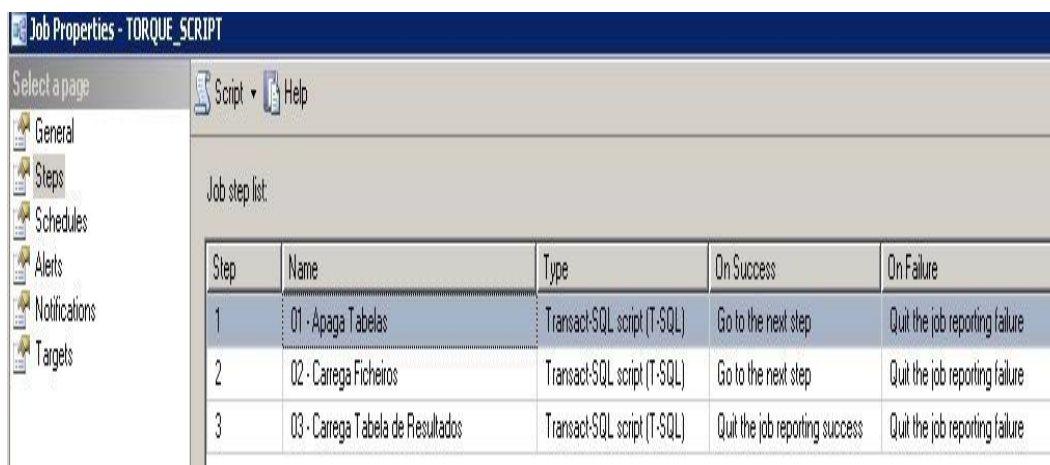 Job Properties - TORQUE_SCRIPT
Select a page
General
Steps
Schedules
Alerts
Notifications
Targets
Script Help
Job step list:
Step Name Type On Success On Failure
1 01 - Apaga Tabelas Transact-SQL script (T-SQL) Go to the next step Quit the job reporting failure
2 02 - Carrega Ficheiros Transact-SQL script (T-SQL) Go to the next step Quit the job reporting failure
3 03 - Carrega Tabela de Resultados Transact-SQL script (T-SQL) Quit the job reporting success Quit the job reporting failure